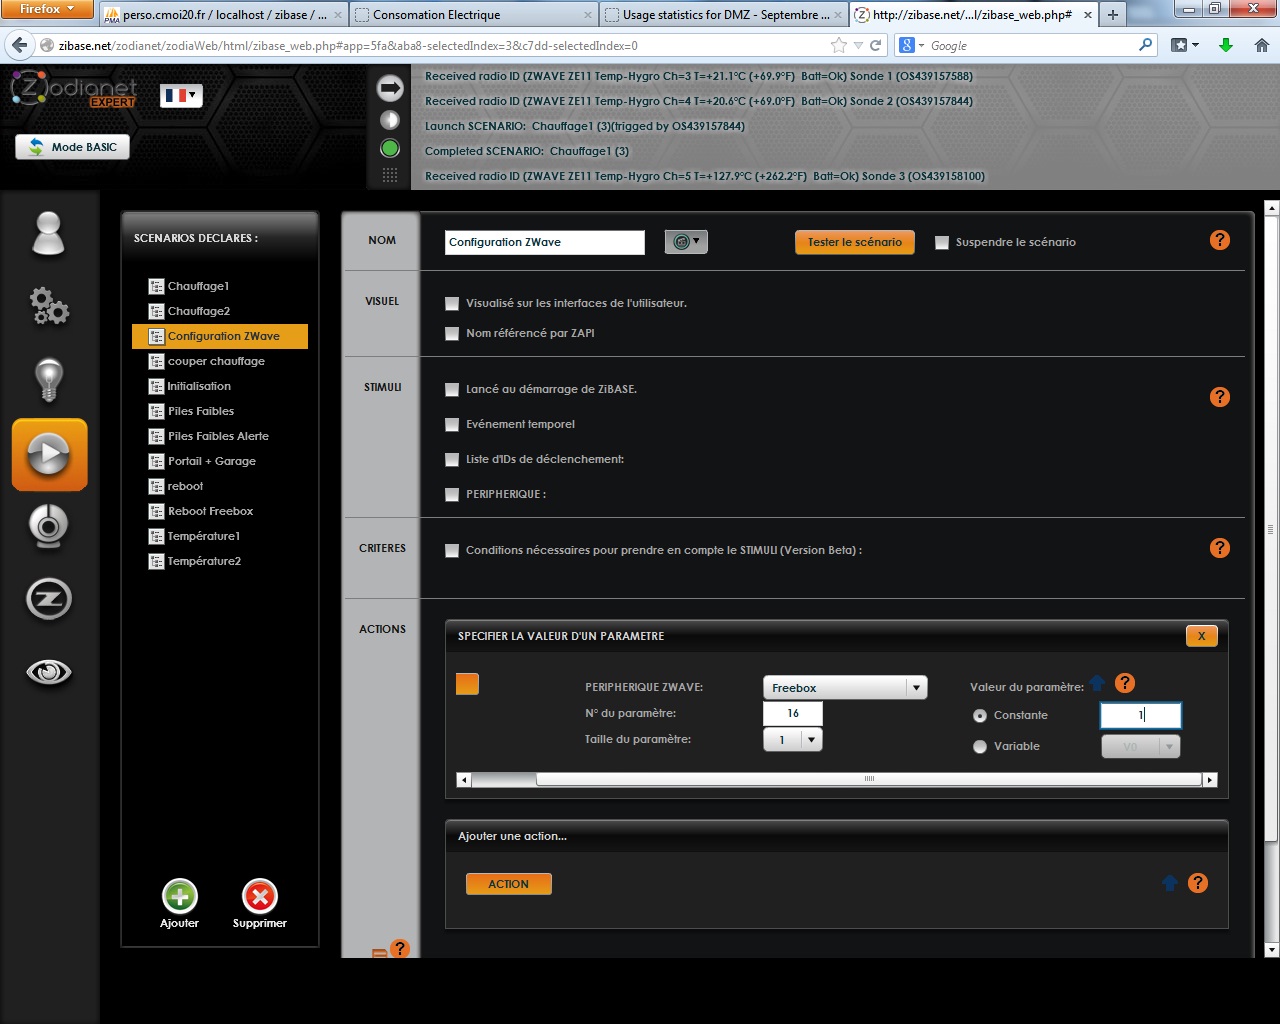 Firefox
perso.cmoi20.fr / localhost / zibase / ...
Consomation Electrique
Usage statistics for DMZ - Septembre ...
http://zibase.net/...l/zibase_web.php#
zibase.net/zodianet/zodiaWeb/html/zibase_web.php#app=5fa&aba8-selectedIndex=3&c7dd-selectedIndex=0
Google
Zodianet
EXPERT
Mode BASIC
Received radio ID (ZWAVE ZE11 Temp-Hygro Ch=3 T=+21.1°C (+69.9°F) Batt=Ok) Sonde 1 (OS439157588)
Received radio ID (ZWAVE ZE11 Temp-Hygro Ch=4 T=+20.6°C (+69.0°F) Batt=Ok) Sonde 2 (OS439157844)
Launch SCENARIO: Chauffage1 (3)(trigged by OS439157844)
Completed SCENARIO: Chauffage1 (3)
Received radio ID (ZWAVE ZE11 Temp-Hygro Ch=5 T=+127.9°C (+262.2°F) Batt=Ok) Sonde 3 (OS439158100)
SCENARIOS DECLARES :
Chauffage1
Chauffage2
Configuration ZWave
couper chauffage
Initialisation
Piles Faibles
Piles Faibles Alerte
Portail + Garage
reboot
Reboot Freebox
Température1
Température2
Ajouter
Supprimer
NOM
Configuration ZWave
Tester le scénario
Suspendre le scénario
?
VISUEL
Visualisé sur les interfaces de l'utilisateur.
Nom référencé par ZAPI
STIMULI
Lancé au démarrage de ZiBASE.
?
Evénement temporel
Liste d'IDs de déclenchement:
PERIPHERIQUE :
CRITERES
Conditions nécessaires pour prendre en compte le STIMULI (Version Beta) :
?
ACTIONS
SPECIFIER LA VALEUR D'UN PARAMETRE
X
PERIPHERIQUE ZWAVE:
Freebox
Valeur du paramètre:
?
N° du paramètre:
16
Constante
1
Taille du paramètre:
1
Variable
V0
Ajouter une action...
ACTION
?
?